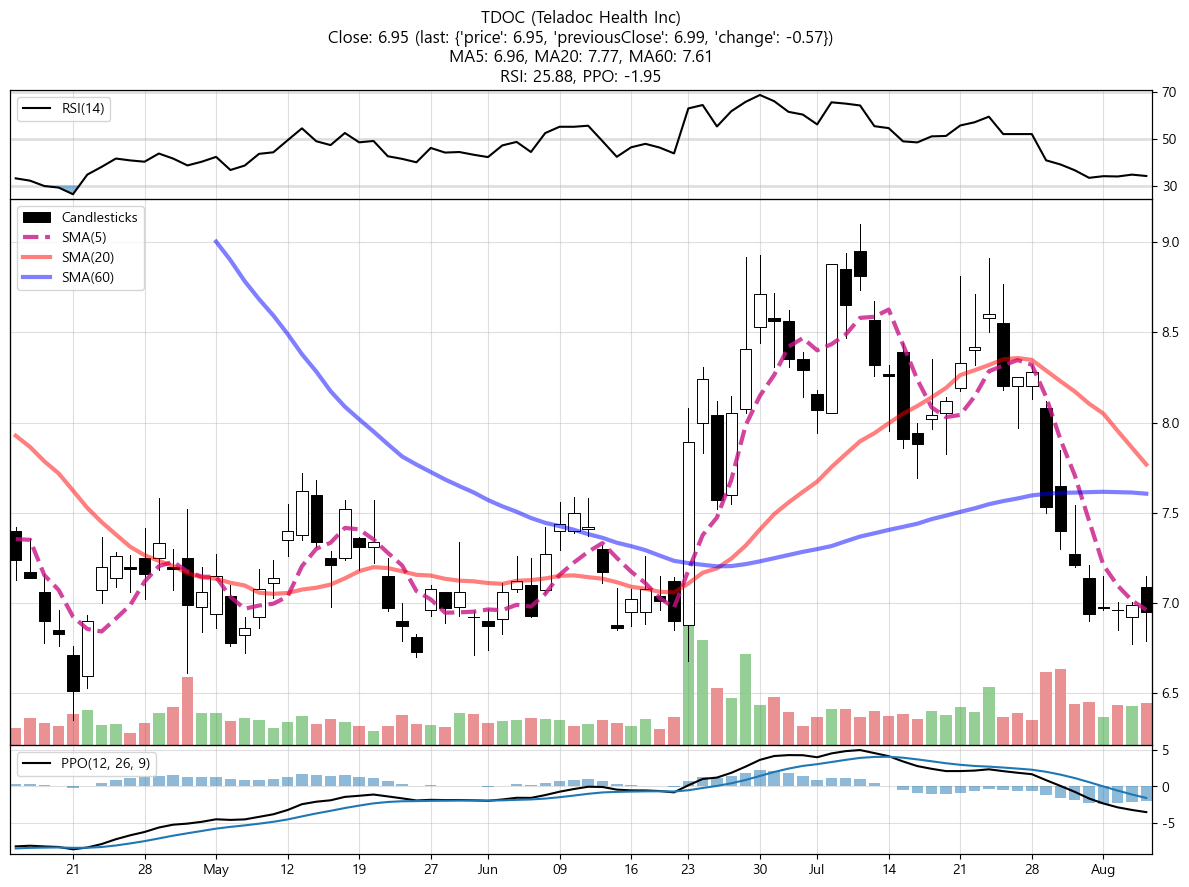 TDOC (Teladoc Health Inc)
Close: 6.95 (last: {'price': 6.95, 'previousClose': 6.99, 'change': -0.57})
MA5: 6.96, MA20: 7.77, MA60: 7.61
RSI: 25.88, PPO: -1.95
RSI(14)
70
50
30
Candlesticks
SMA(5)
SMA(20)
SMA(60)
9.0
8.5
8.0
7.5
7.0
6.5
PPO(12, 26, 9)
5
0
-5
21 28 May 12 19 27 Jun 09 16 23 30 Jul 14 21 28 Aug